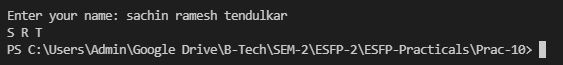 Enter your name: sachin ramesh tendulkar
S R T
PS C:\Users\Admin\Google Drive\B-Tech\SEM-2\ESFP-2\ESFP-Practicals\Prac-10>